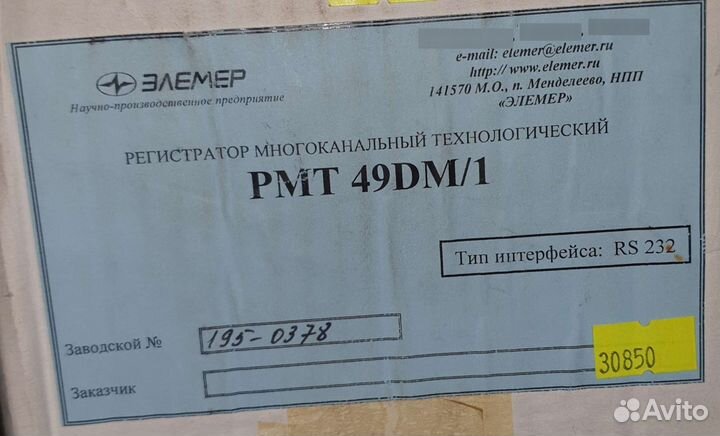 e-mail: elemer@elemer.ru
http://www.elemer.ru
141570 М.О., п. Менделеево, НПП
«ЭЛЕМЕР»
ЭЛЕМЕР
Научно-производственное предприятие
РЕГИСТРАТОР МНОГОКАНАЛЬНЫЙ ТЕХНОЛОГИЧЕСКИЙ
РМТ 49DM/1
Тип интерфейса: RS 232
Заводской № 195-0378
Заказчик
30850
Avito